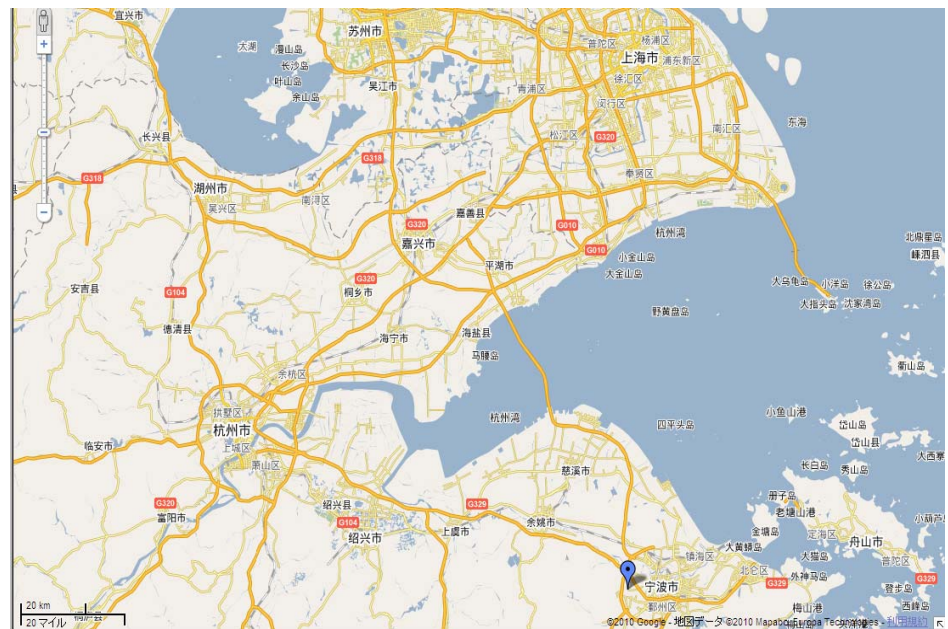 宜兴市
苏州市
太湖
漫山岛
长沙岛
叶山岛
余山岛
吴江市
普陀区
杨浦区
上海市
浦东新区
徐汇区
青浦区
闵行区
松江区
G320
南汇区
东海
长兴县
G318
G318
奉贤区
湖州市
吴兴区
南浔区
嘉善县
G320
G010
嘉兴市
G010
杭州湾
平湖市
小金山岛
大金山岛
北鼎星岛
嵊泗县
安吉县
G104
G320
桐乡市
大乌龟岛
小洋岛
徐公岛
大指头岛
沈家湾岛
野黄盘岛
德清县
海宁市
海盐县
马腰岛
衢山岛
余杭区
拱墅区
杭州市
上城区
临安市
萧山区
杭州湾
四平头岛
小鱼山港
岱山岛
岱山县
大西寨
慈溪市
长白岛
秀山岛
G320
富阳市
绍兴县
G104
绍兴市
G329
上虞市
余姚市
册子岛
老塘山港
金塘岛
定海区
舟山市
小葫芦
大黄蟒岛
镇海区
北仑区
大猫岛
普陀区
G329
外神马岛
G329
登步岛
宁波市
鄞州区
梅山岛
西峰岛
20 km
20 マイル
桐庐县
©2010 Google - 地図データ ©2010 Mapabc, Europa Technologies - 利用規約